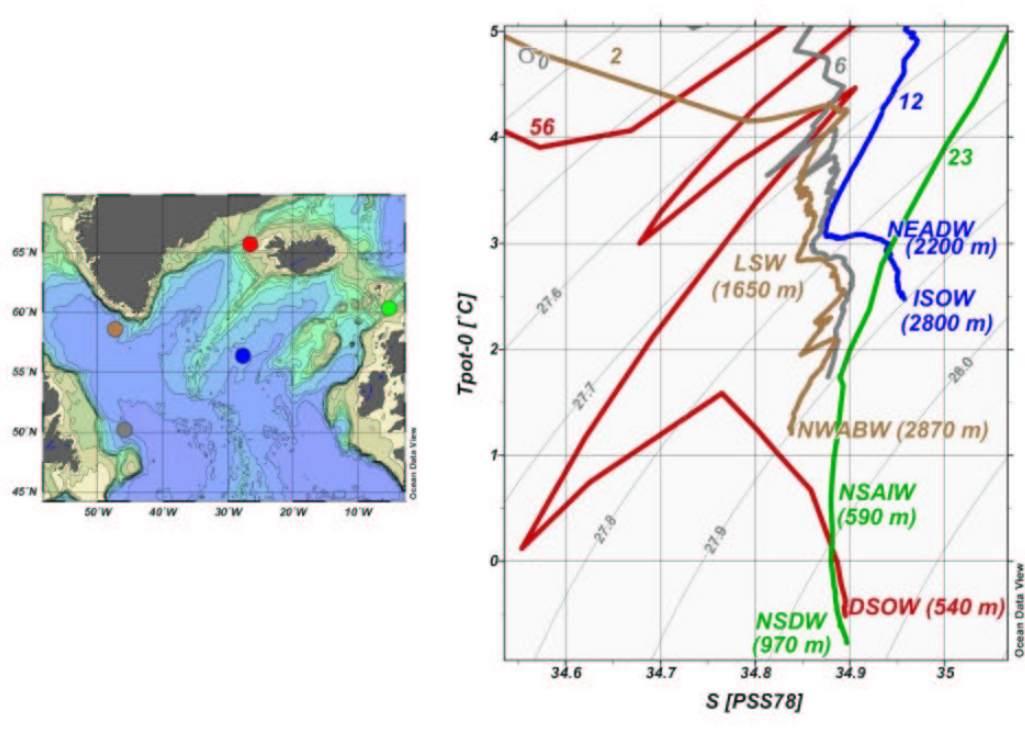 65˚N
60˚N
55˚N
50˚N
45˚N
50˚W
40˚W
30˚W
20˚W
10˚W
Ocean Data View
5
4
3
2
1
0
Tpot-0 [˚C]
34.6
34.7
34.8
34.9
35
S [PSS78]
σ0
2
6
12
56
23
27.6
27.7
27.8
27.9
28.0
NEADW
(2200 m)
LSW
(1650 m)
ISOW
(2800 m)
NWABW (2870 m)
NSAIW
(590 m)
DSOW (540 m)
NSDW
(970 m)
Ocean Data View